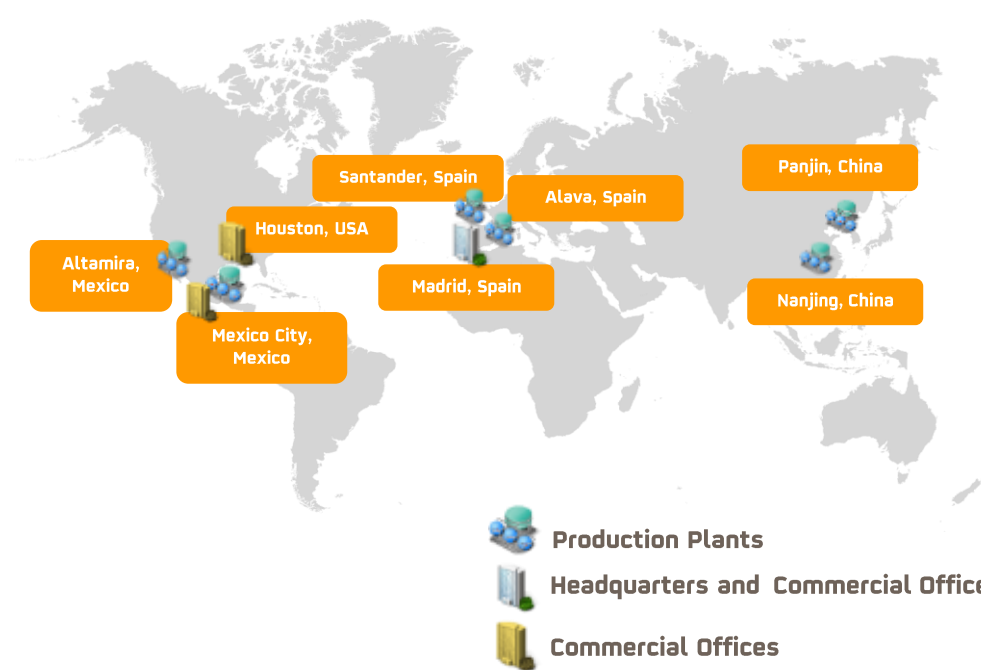 Santander, Spain
Panjin, China
Alava, Spain
Houston, USA
Altamira,
Mexico
Madrid, Spain
Nanjing, China
Mexico City,
Mexico
Production Plants
Headquarters and Commercial Office
Commercial Offices